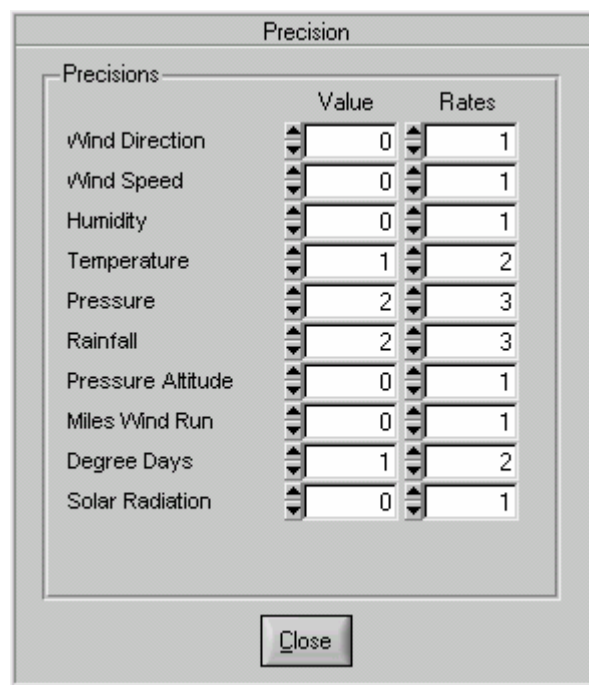 Precision
Precisions
Value Rates
Wind Direction 0 1
Wind Speed 0 1
Humidity 0 1
Temperature 1 2
Pressure 2 3
Rainfall 2 3
Pressure Altitude 0 1
Miles Wind Run 0 1
Degree Days 1 2
Solar Radiation 0 1
Close